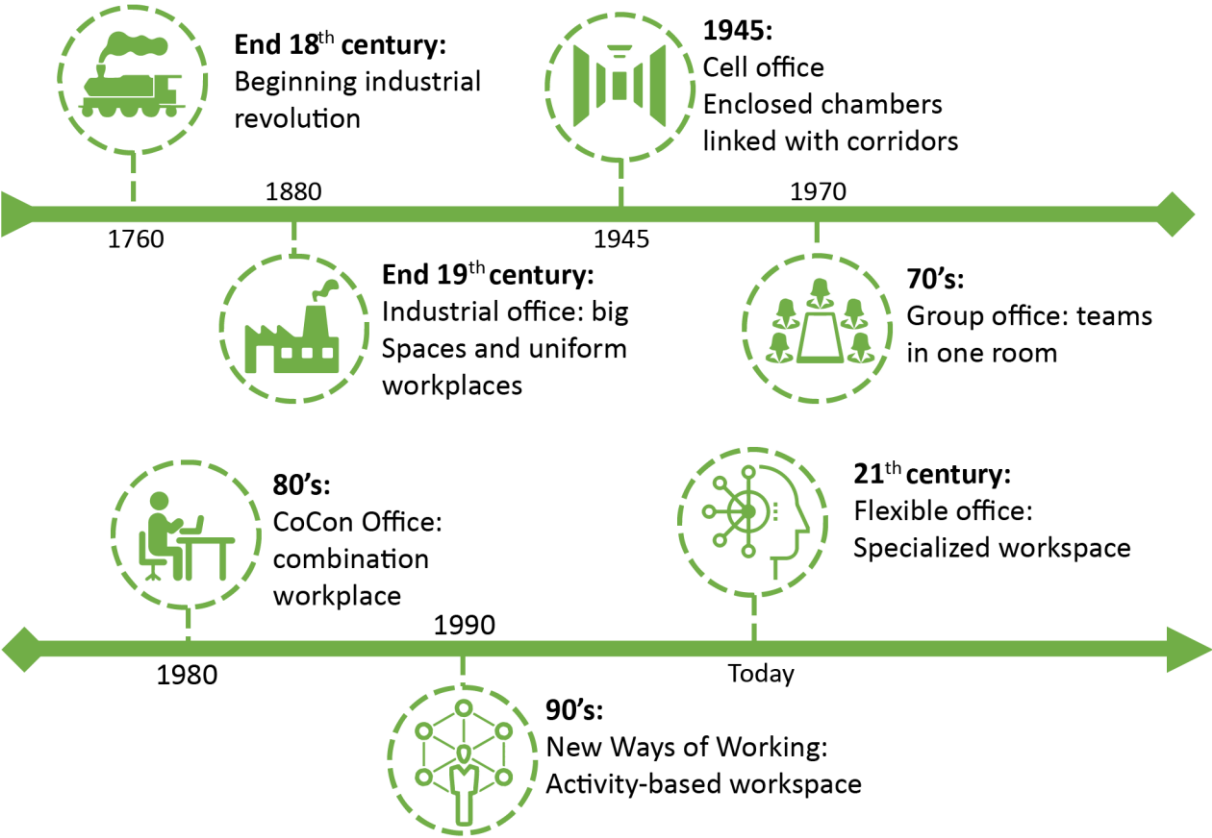 End 18th century:
Beginning industrial
revolution
1945:
Cell office
Enclosed chambers
linked with corridors
1880
1970
1760
1945
End 19th century:
Industrial office: big
Spaces and uniform
workplaces
70's:
Group office: teams
in one room
80's:
CoCon Office:
combination
workplace
21th century:
Flexible office:
Specialized workspace
1990
1980
Today
90's:
New Ways of Working:
Activity-based workspace